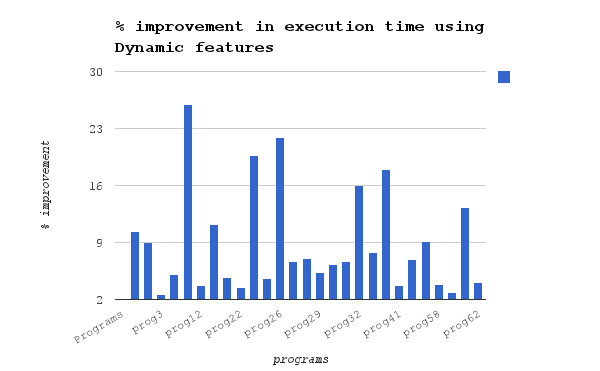 % improvement in execution time using
Dynamic features
30
23
16
9
2
% improvement
Programs
prog3
prog12
prog22
prog26
prog29
prog32
prog41
prog58
prog62
programs